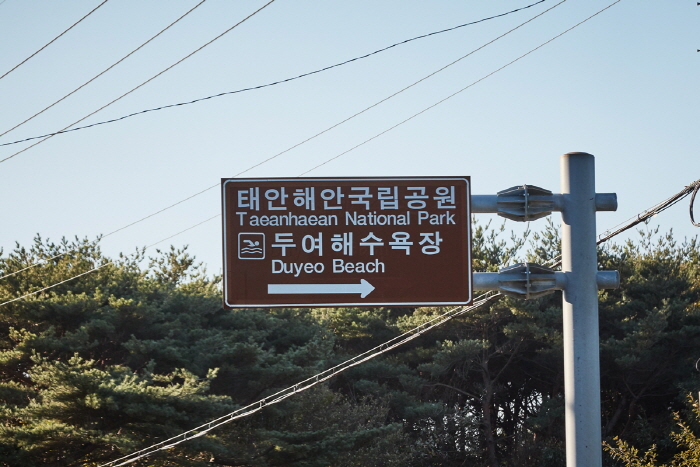 태안해안국립공원
Taeanhaean National Park
두여해수욕장
Duyeo Beach